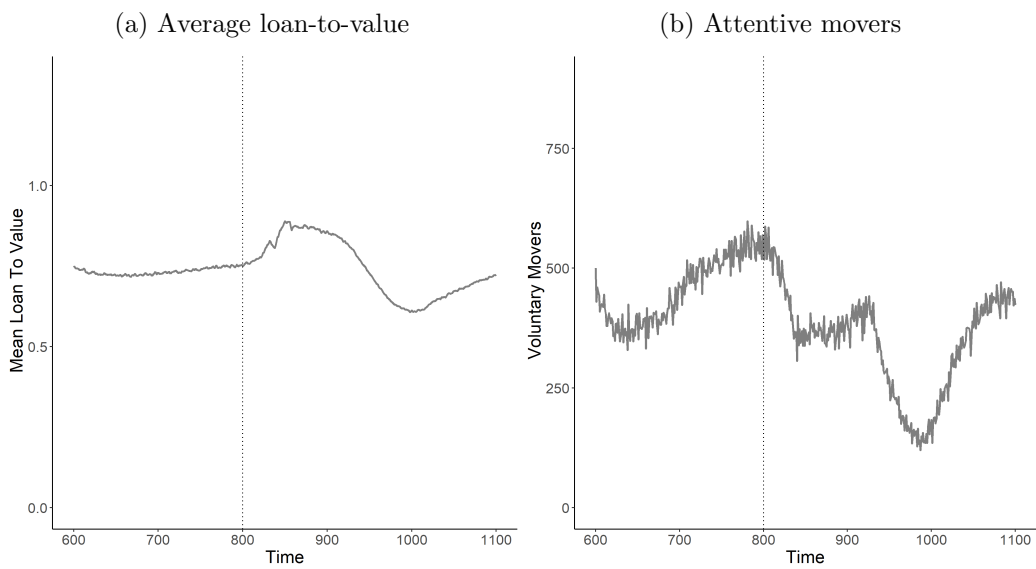 (a) Average loan-to-value
Mean Loan To Value
1.0
0.5
0.0
600 700 800 900 1000 1100
Time
(b) Attentive movers
Voluntary Movers
750
500
250
0
600 700 800 900 1000 1100
Time